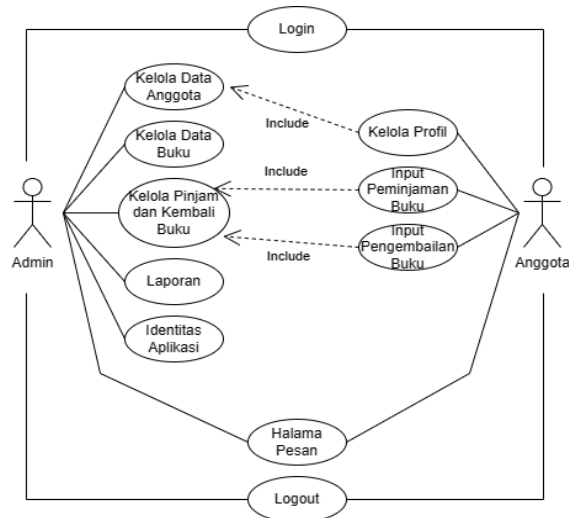 Login
Kelola Data
Anggota
Include
Kelola Profil
Kelola Data
Buku
Include
Input
Peminjaman
Buku
Kelola Pinjam
dan Kembali
Buku
Include
Input
Pengembailan
Buku
Admin
Anggota
Laporan
Identitas
Aplikasi
Halama
Pesan
Logout